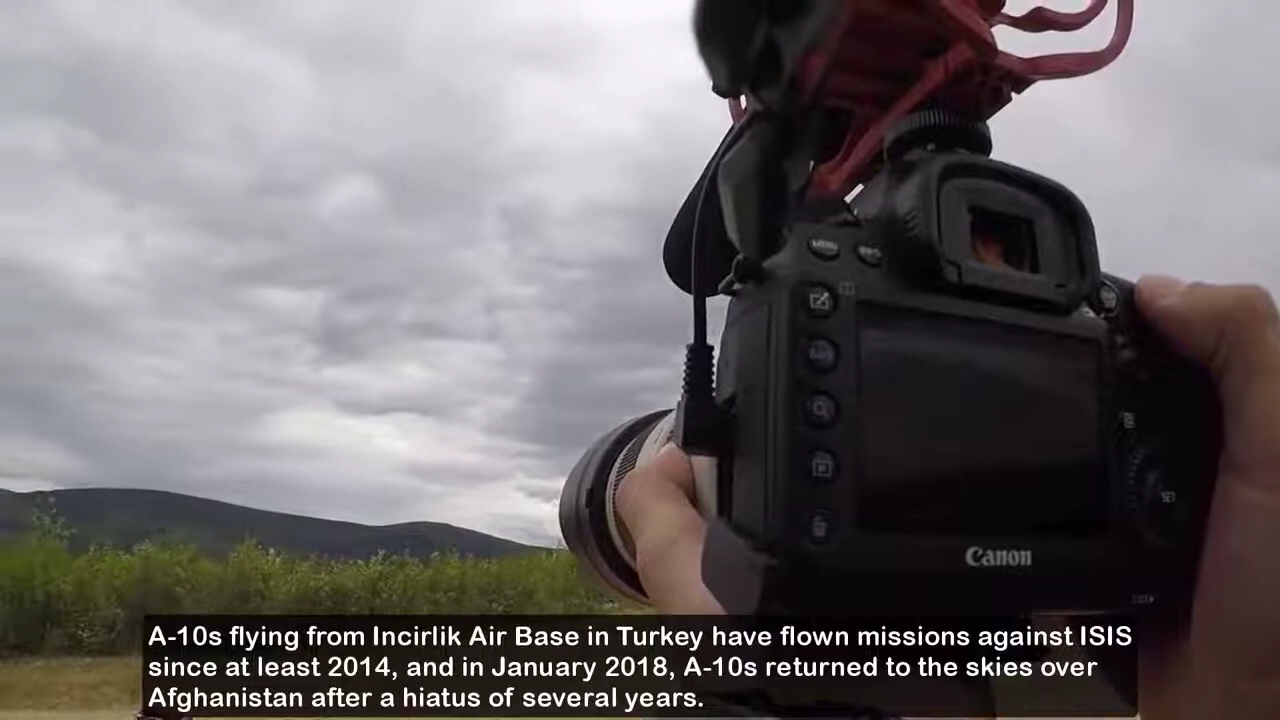 MENU
Canon
A-10s flying from Incirlik Air Base in Turkey have flown missions against ISIS
since at least 2014, and in January 2018, A-10s returned to the skies over
Afghanistan after a hiatus of several years.